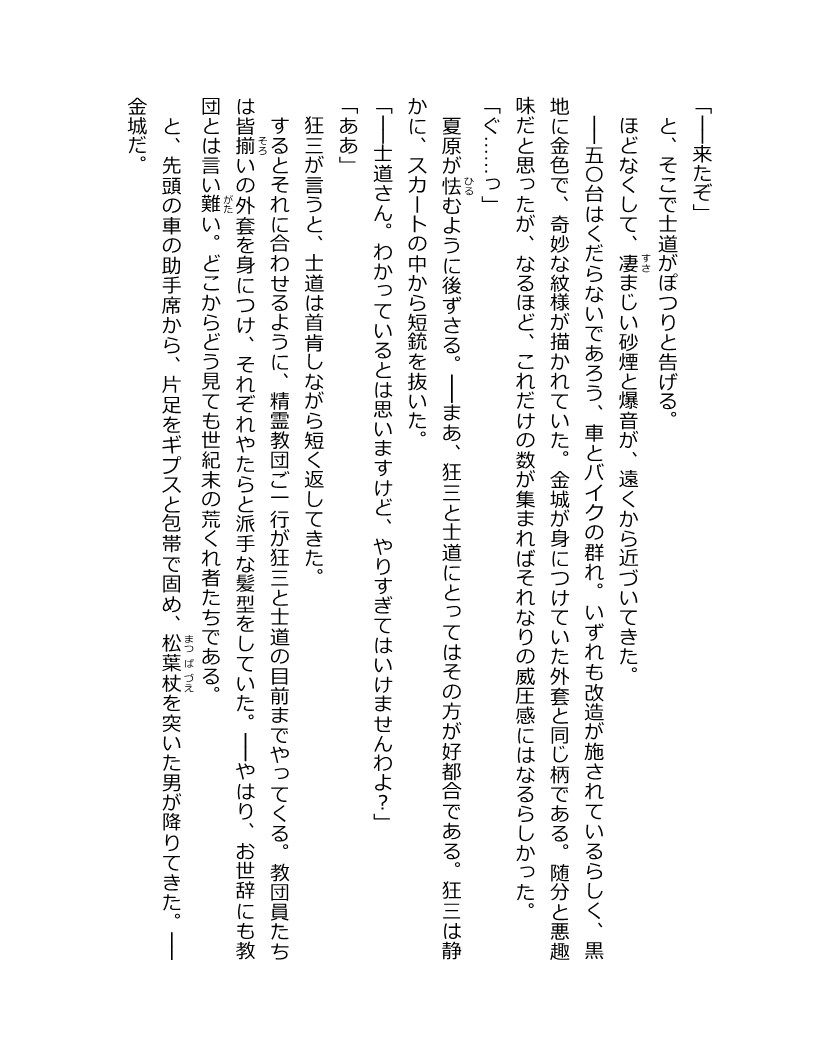 「――来たぞ」
と、そこで士道がぽつりと告げる。
ほどなくして、凄まじい砂煙と爆音が、遠くから近づいてきた。
――五〇台はくだらないであろう、車とバイクの群れ。いずれも改造が施されているらしく、黒
地に金色で、奇妙な紋様が描かれていた。金城が身につけていた外套と同じ柄である。随分と悪趣
味だと思ったが、なるほど、これだけの数が集まればそれなりの威圧感にはなるらしかった。
「ぐ……っ」
夏原が怯むように後ずさる。――まあ、狂三と士道にとってはその方が好都合である。狂三は静
かに、スカートの中から短銃を抜いた。
「――士道さん。わかっているとは思いますけど、やりすぎてはいけませんわよ？」
「ああ」
狂三が言うと、士道は首肯しながら短く返してきた。
するとそれに合わせるように、精霊教団ご一行が狂三と士道の目前までやってくる。教団員たち
は皆揃いの外套を身につけ、それぞれやたらと派手な髪型をしていた。――やはり、お世辞にも教
団とは言い難い。どこからどう見ても世紀末の荒くれ者たちである。
と、先頭の車の助手席から、片足をギプスと包帯で固め、松葉杖を突いた男が降りてきた。――
金城だ。